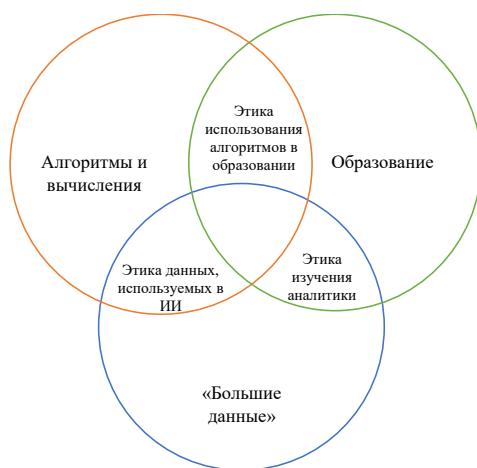 Этика
использования
алгоритмов в
образовании
Алгоритмы и
вычисления
Образование
Этика данных,
используемых в
ИИ
Этика
изучения
аналитики
«Большие
данные»